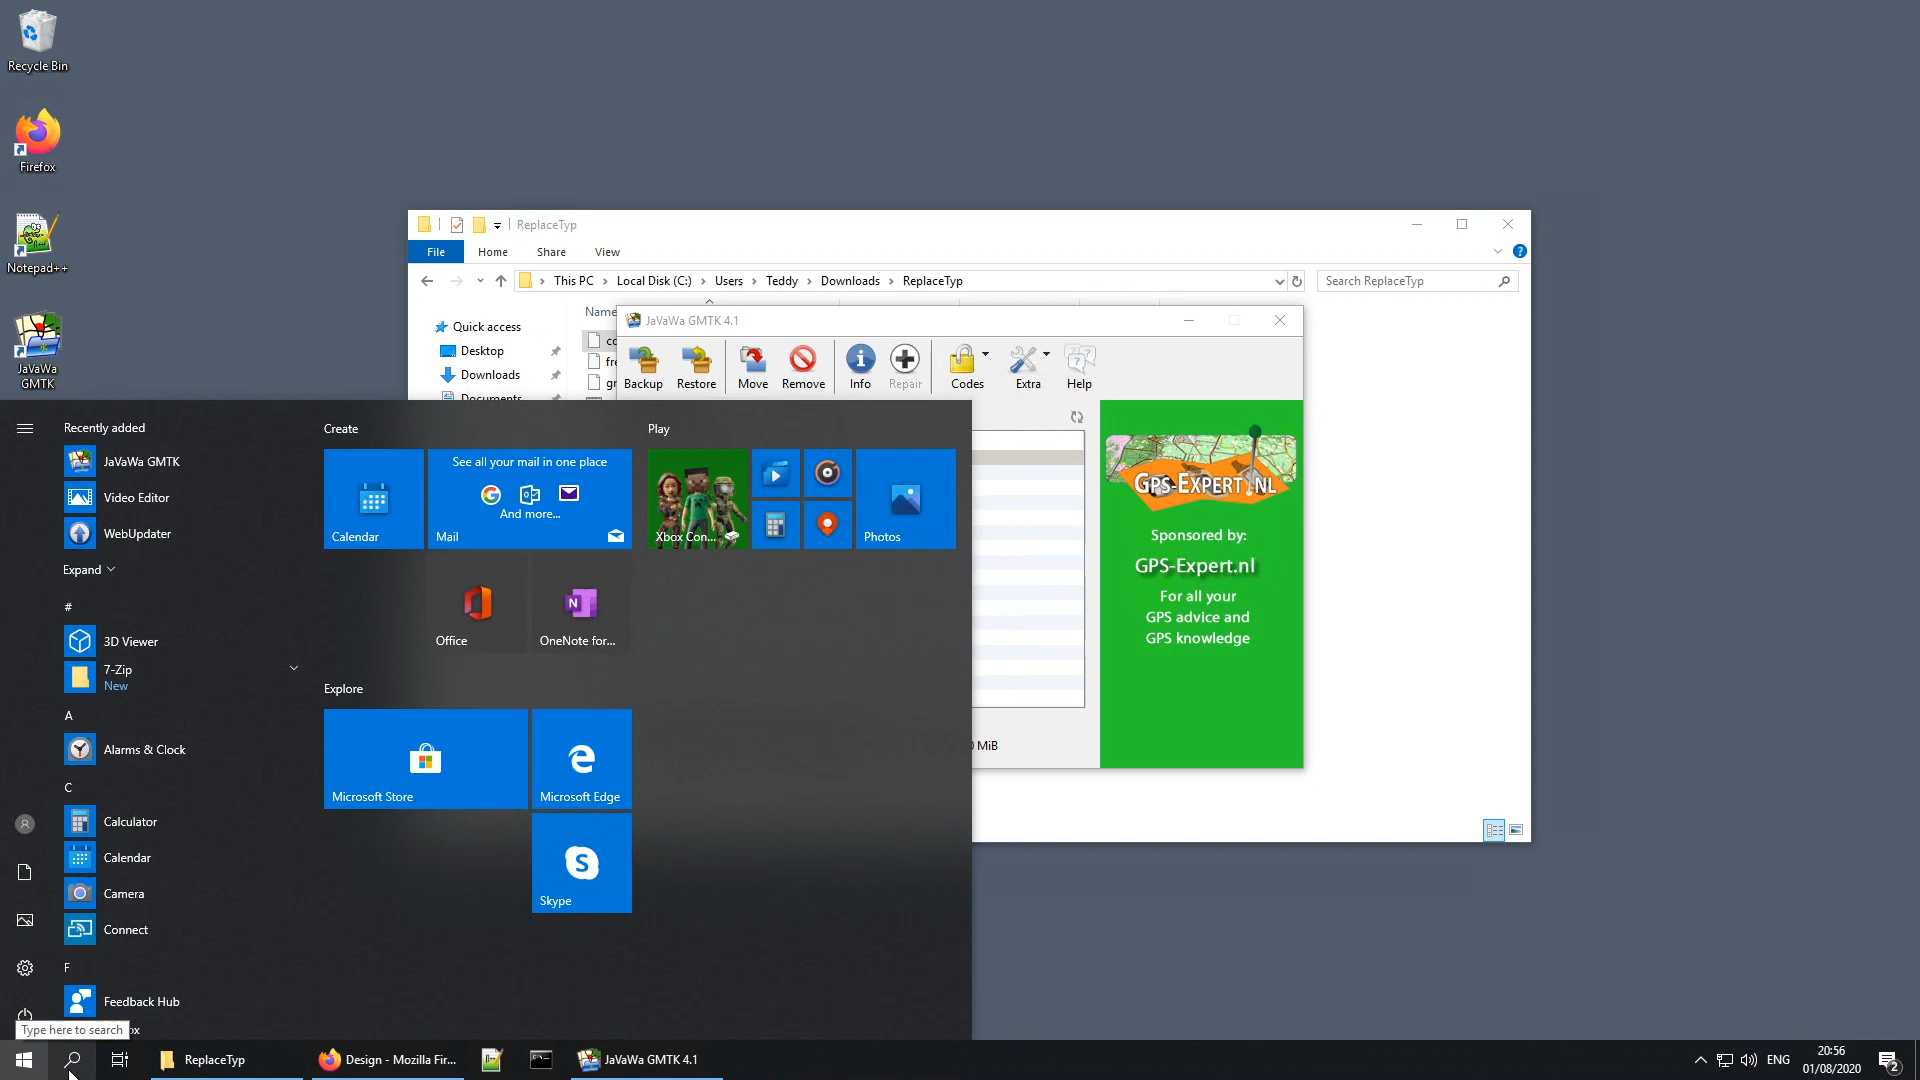 Recycle Bin
Firefox
Notepad++
JaVaWa
GMTK
ReplaceTyp
File
Home
Share
View
This PC
Local Disk (C:)
Users
Teddy
Downloads
ReplaceTyp
Search ReplaceTyp
Name
Quick access
Desktop
Downloads
Documents
co
fre
gr
JaVaWa GMTK 4.1
Backup
Restore
Move
Remove
Info
Repair
Codes
Extra
Help
GPS-EXPERT.NL
Sponsored by:
GPS-Expert.nl
For all your
GPS advice and
GPS knowledge
MiB
Recently added
JaVaWa GMTK
Video Editor
WebUpdater
Expand
#
3D Viewer
7-Zip
New
A
Alarms & Clock
C
Calculator
Calendar
Camera
Connect
F
Feedback Hub
ox
Type here to search
Create
Calendar
See all your mail in one place
And more...
Mail
Office
N
OneNote for...
Play
Xbox Con...
Photos
Explore
Microsoft Store
Microsoft Edge
S
Skype
ReplaceTyp
Design - Mozilla Fir...
JaVaWa GMTK 4.1
ENG
20:56
01/08/2020
2